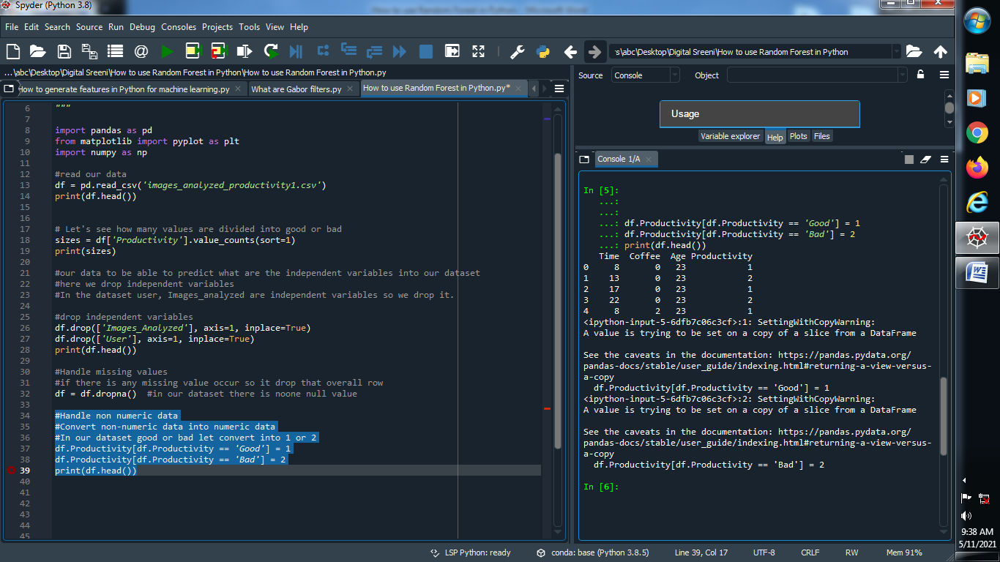 Spyder (Python 3.8)
File Edit Search Source Run Debug Consoles Projects Tools View Help
:s\abc\Desktop\Digital Sreeni\How to use Random Forest in Python
...\abc\Desktop\Digital Sreeni\How to use Random Forest in Python\How to use Random Forest in Python.py
How to generate features in Python for machine learning.py What are Gabor filters.py How to use Random Forest in Python.py*
6 """
7
8 import pandas as pd
9 from matplotlib import pyplot as plt
10 import numpy as np
11
12 #read our data
13 df = pd.read_csv('images_analyzed_productivity1.csv')
14 print(df.head())
15
16
17 # Let's see how many values are divided into good or bad
18 sizes = df['Productivity'].value_counts(sort=1)
19 print(sizes)
20
21 #our data to be able to predict what are the independent variables into our dataset
22 #here we drop independent variables
23 #In the dataset user, Images_analyzed are independent variables so we drop it.
24
25 #drop independent variables
26 df.drop(['Images_Analyzed'], axis=1, inplace=True)
27 df.drop(['User'], axis=1, inplace=True)
28 print(df.head())
29
30 #Handle missing values
31 #if there is any missing value occur so it drop that overall row
32 df = df.dropna()  #in our dataset there is noone null value
33
34 #Handle non numeric data
35 #Convert non-numeric data into numeric data
36 #In our dataset good or bad let convert into 1 or 2
37 df.Productivity[df.Productivity == 'Good'] = 1
38 df.Productivity[df.Productivity == 'Bad'] = 2
39 print(df.head())
40
41
42
43
44
45
Source Console Object
Usage
Variable explorer Help Plots Files
Console 1/A
In [5]:
...:
...:
...: df.Productivity[df.Productivity == 'Good'] = 1
...: df.Productivity[df.Productivity == 'Bad'] = 2
...: print(df.head())
Time Coffee Age Productivity
0 8 0 23 1
1 13 0 23 2
2 17 0 23 1
3 22 0 23 2
4 8 2 23 1
<ipython-input-5-6dfb7c06c3cf>:1: SettingWithCopyWarning:
A value is trying to be set on a copy of a slice from a DataFrame
See the caveats in the documentation: https://pandas.pydata.org/
pandas-docs/stable/user_guide/indexing.html#returning-a-view-versus-
a-copy
df.Productivity[df.Productivity == 'Good'] = 1
<ipython-input-5-6dfb7c06c3cf>:2: SettingWithCopyWarning:
A value is trying to be set on a copy of a slice from a DataFrame
See the caveats in the documentation: https://pandas.pydata.org/
pandas-docs/stable/user_guide/indexing.html#returning-a-view-versus-
a-copy
df.Productivity[df.Productivity == 'Bad'] = 2
In [6]:
LSP Python: ready conda: base (Python 3.8.5) Line 39, Col 17 UTF-8 CRLF RW Mem 91%
9:38 AM
5/11/2021